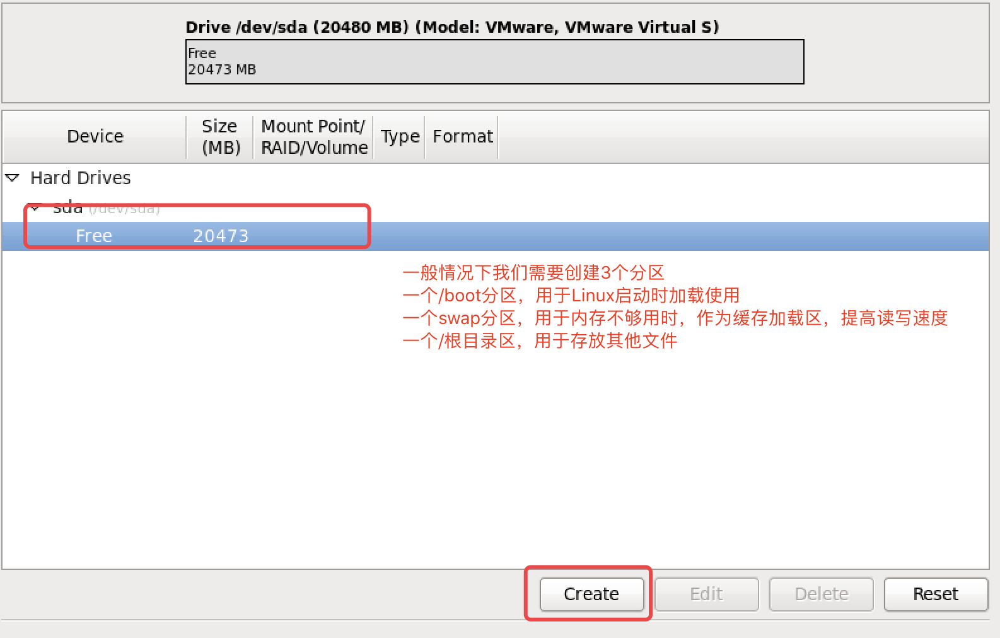 Drive /dev/sda (20480 MB) (Model: VMware, VMware Virtual S)
Free
20473 MB
Device
Size (MB)
Mount Point/ RAID/Volume
Type
Format
Hard Drives
sda (/dev/sda)
Free 20473
一般情况下我们需要创建3个分区
一个/boot分区，用于Linux启动时加载使用
一个swap分区，用于内存不够用时，作为缓存加载区，提高读写速度
一个/根目录区，用于存放其他文件
Create Edit Delete Reset